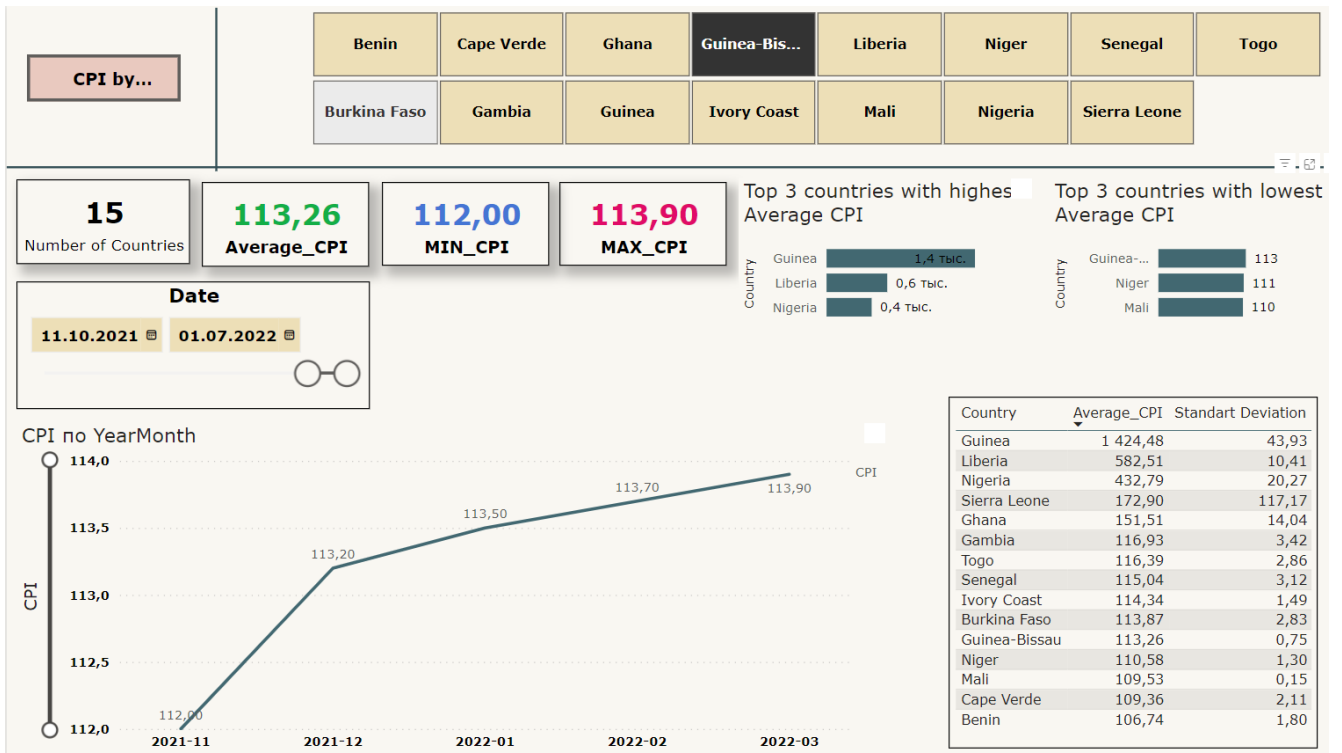 CPI by...
Benin
Cape Verde
Ghana
Guinea-Bis...
Liberia
Niger
Senegal
Togo
Burkina Faso
Gambia
Guinea
Ivory Coast
Mali
Nigeria
Sierra Leone
15
Number of Countries
113,26
Average_CPI
112,00
MIN_CPI
113,90
MAX_CPI
Top 3 countries with highes
Average CPI
Country
Guinea 1,4 тыс.
Liberia 0,6 тыс.
Nigeria 0,4 тыс.
Top 3 countries with lowest
Average CPI
Country
Guinea-... 113
Niger 111
Mali 110
Date
11.10.2021 01.07.2022
CPI по YearMonth
CPI
114,0
113,5
113,0
112,5
112,0
112,00
113,20
113,50
113,70
113,90
CPI
2021-11 2021-12 2022-01 2022-02 2022-03
Country Average_CPI Standart Deviation
Guinea 1 424,48 43,93
Liberia 582,51 10,41
Nigeria 432,79 20,27
Sierra Leone 172,90 117,17
Ghana 151,51 14,04
Gambia 116,93 3,42
Togo 116,39 2,86
Senegal 115,04 3,12
Ivory Coast 114,34 1,49
Burkina Faso 113,87 2,83
Guinea-Bissau 113,26 0,75
Niger 110,58 1,30
Mali 109,53 0,15
Cape Verde 109,36 2,11
Benin 106,74 1,80